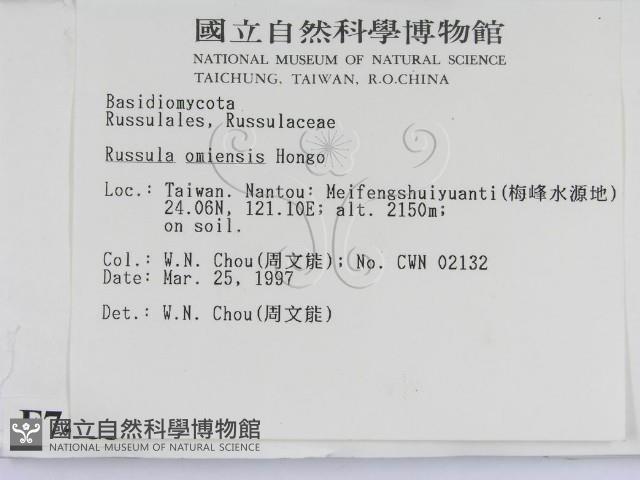 國立自然科學博物館
NATIONAL MUSEUM OF NATURAL SCIENCE
TAICHUNG, TAIWAN, R.O.CHINA
Basidiomycota
Russulales, Russulaceae
Russula omiensis Hongo
Loc.: Taiwan. Nantou: Meifengshuiyuanti(梅峰水源地)
24.06N, 121.10E; alt. 2150m;
on soil.
Col.: W.N. Chou(周文能); No. CWN 02132
Date: Mar. 25, 1997
Det.: W.N. Chou(周文能)
國立自然科學博物館
NATIONAL MUSEUM OF NATURAL SCIENCE